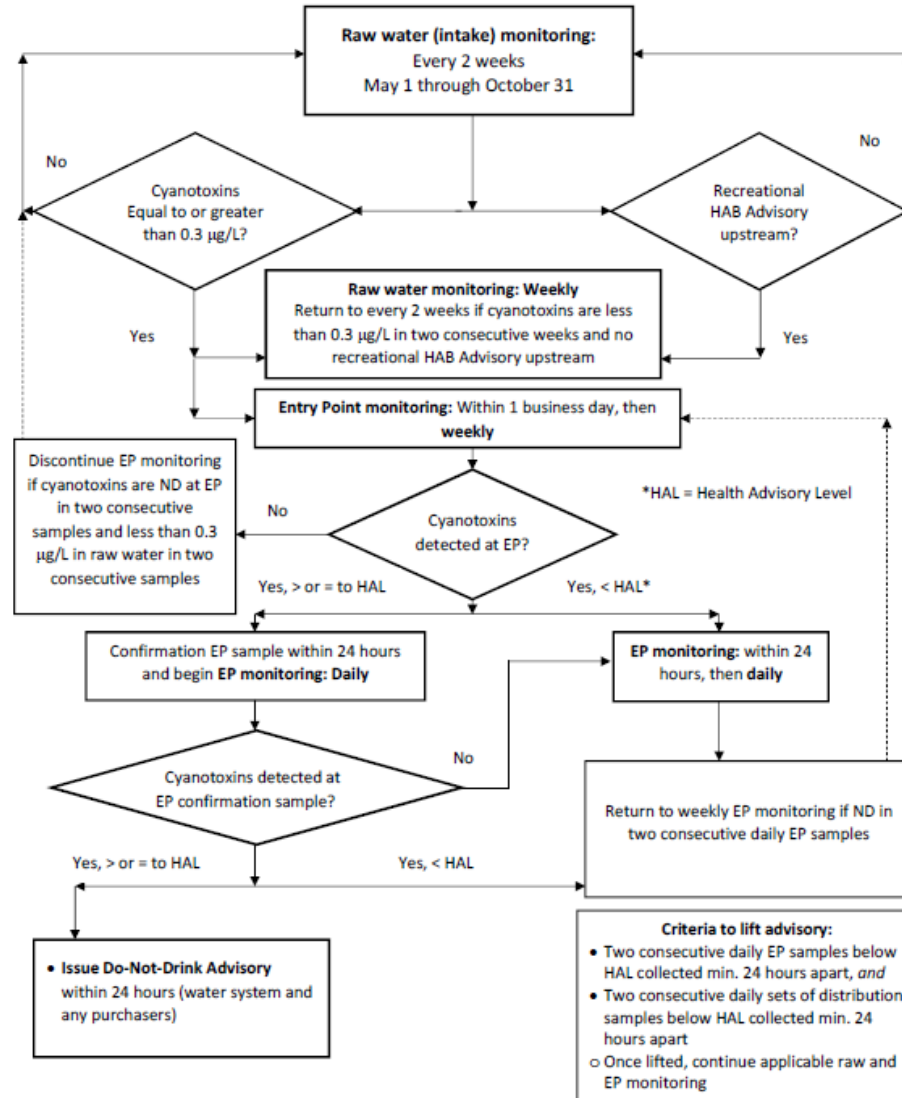 Raw water (intake) monitoring:
Every 2 weeks
May 1 through October 31
No
No
Cyanotoxins
Equal to or greater
than 0.3 µg/L?
Recreational
HAB Advisory
upstream?
Raw water monitoring: Weekly
Return to every 2 weeks if cyanotoxins are less
than 0.3 µg/L in two consecutive weeks and no
recreational HAB Advisory upstream
Yes
Yes
Entry Point monitoring: Within 1 business day, then
weekly
Discontinue EP monitoring
if cyanotoxins are ND at EP
in two consecutive
samples and less than 0.3
µg/L in raw water in two
consecutive samples
*HAL = Health Advisory Level
No
Cyanotoxins
detected at EP?
Yes, > or = to HAL
Yes, < HAL*
Confirmation EP sample within 24 hours
and begin EP monitoring: Daily
EP monitoring: within 24
hours, then daily
No
Cyanotoxins detected at
EP confirmation sample?
Return to weekly EP monitoring if ND in
two consecutive daily EP samples
Yes, > or = to HAL
Yes, < HAL
• Issue Do-Not-Drink Advisory
within 24 hours (water system and
any purchasers)
Criteria to lift advisory:
• Two consecutive daily EP samples below
HAL collected min. 24 hours apart, and
• Two consecutive daily sets of distribution
samples below HAL collected min. 24
hours apart
○ Once lifted, continue applicable raw and
EP monitoring